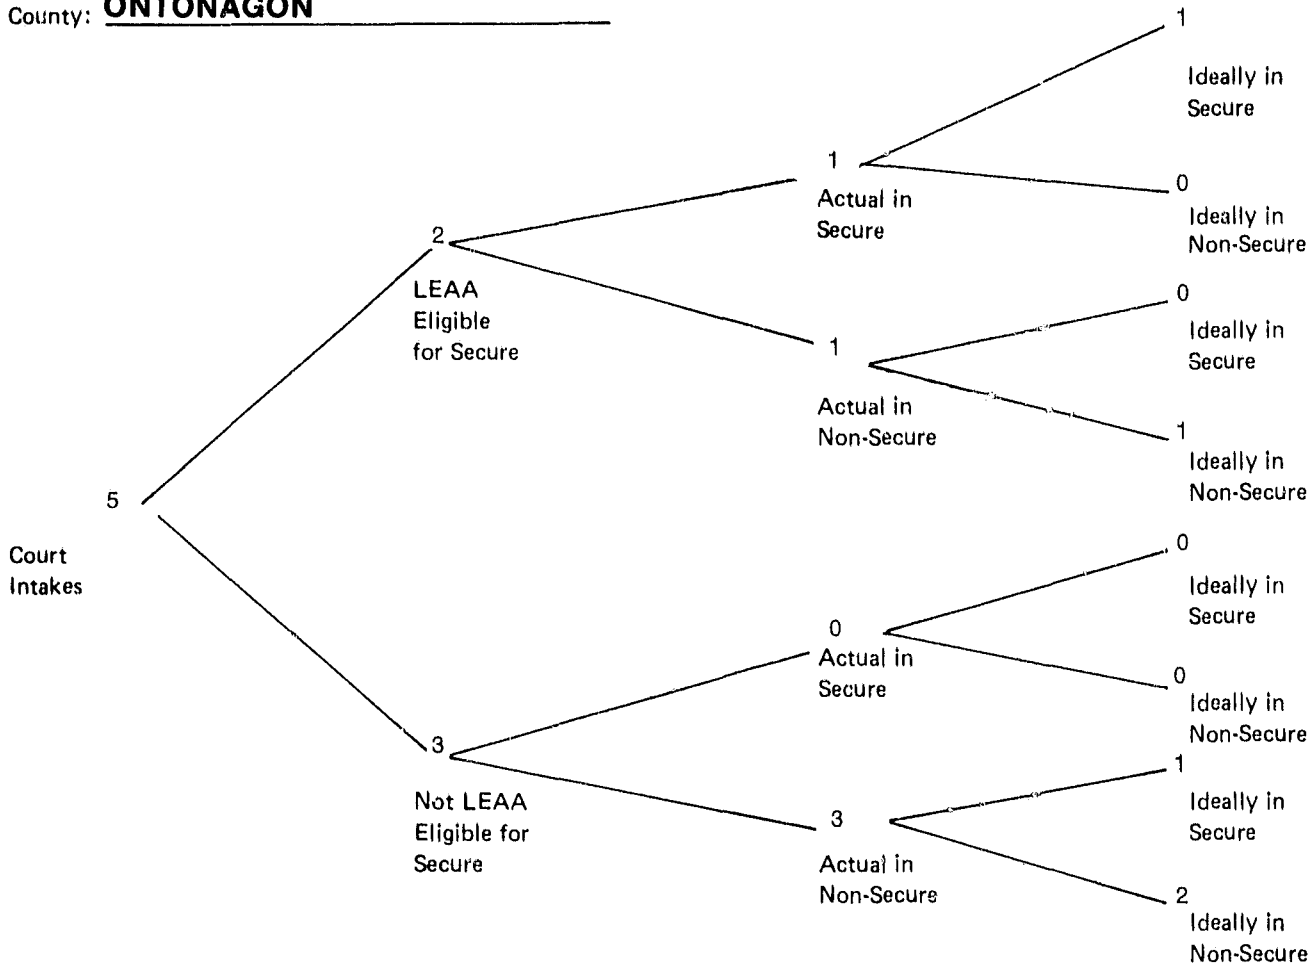 County: ONTONAGON
1
Ideally in
Secure
1
Actual in
Secure
0
Ideally in
Non-Secure
2
LEAA
Eligible
for Secure
0
Ideally in
Secure
1
Actual in
Non-Secure
1
Ideally in
Non-Secure
5
Court
Intakes
0
Ideally in
Secure
0
Actual in
Secure
0
Ideally in
Non-Secure
3
Not LEAA
Eligible for
Secure
1
Ideally in
Secure
3
Actual in
Non-Secure
2
Ideally in
Non-Secure